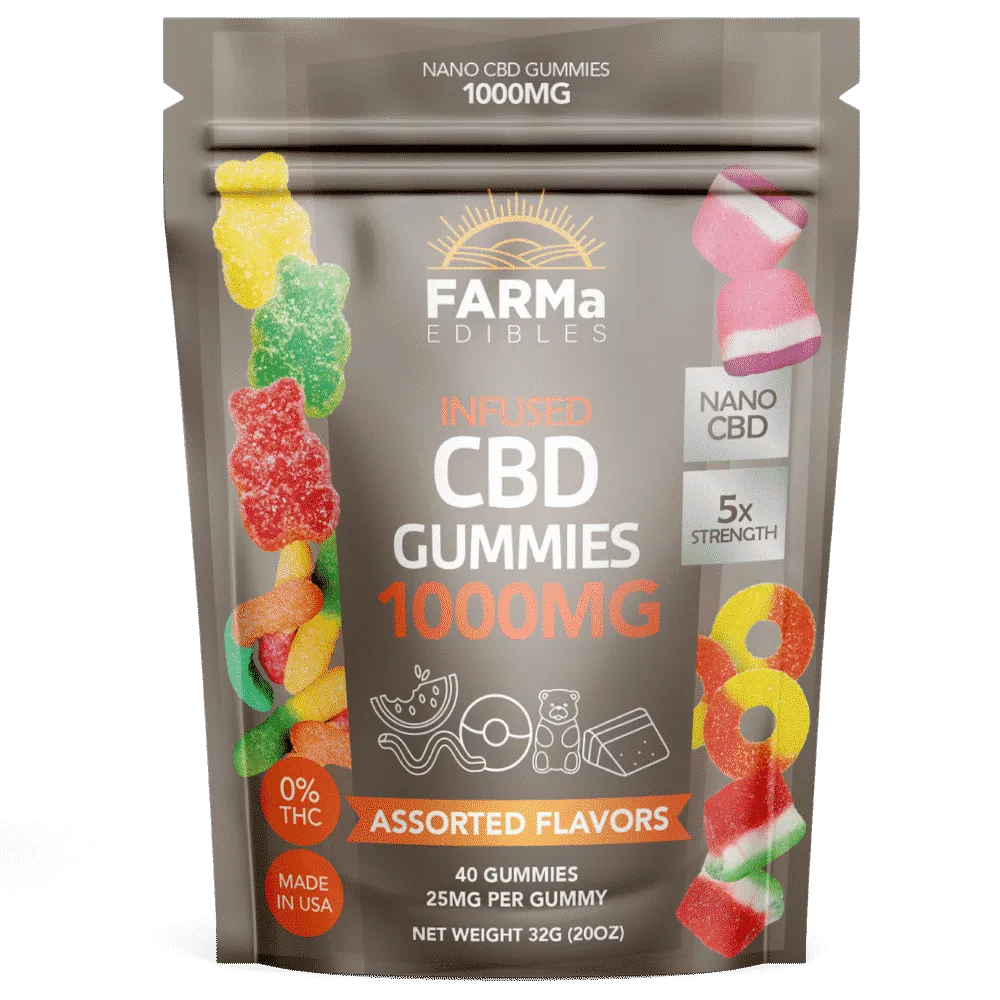 NANO CBD GUMMIES
1000MG
FARMa
EDIBLES
INFUSED
CBD
GUMMIES
1000MG
NANO
CBD
5x
STRENGTH
0%
THC
MADE
IN USA
ASSORTED FLAVORS
40 GUMMIES
25MG PER GUMMY
NET WEIGHT 32G (20OZ)